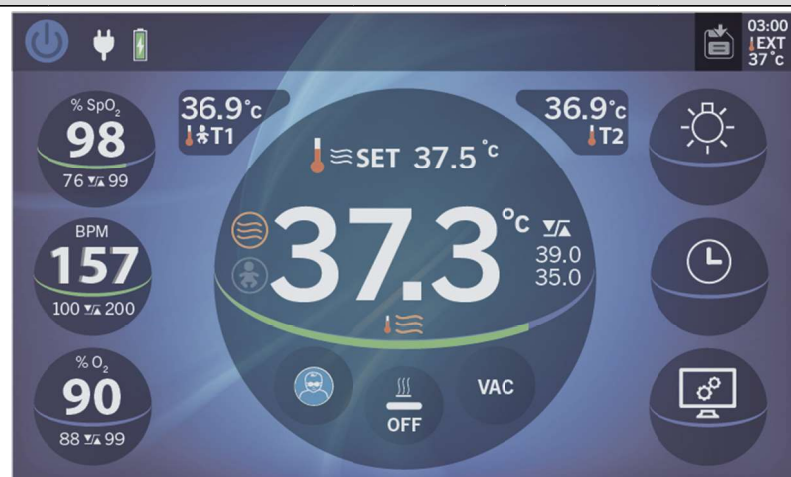 03:00
EXT
37°c
% SpO₂
98
76 99
36.9°c
T1
36.9°c
T2
SET 37.5°c
37.3°c
39.0
35.0
BPM
157
100 200
% O₂
90
88 99
OFF
VAC